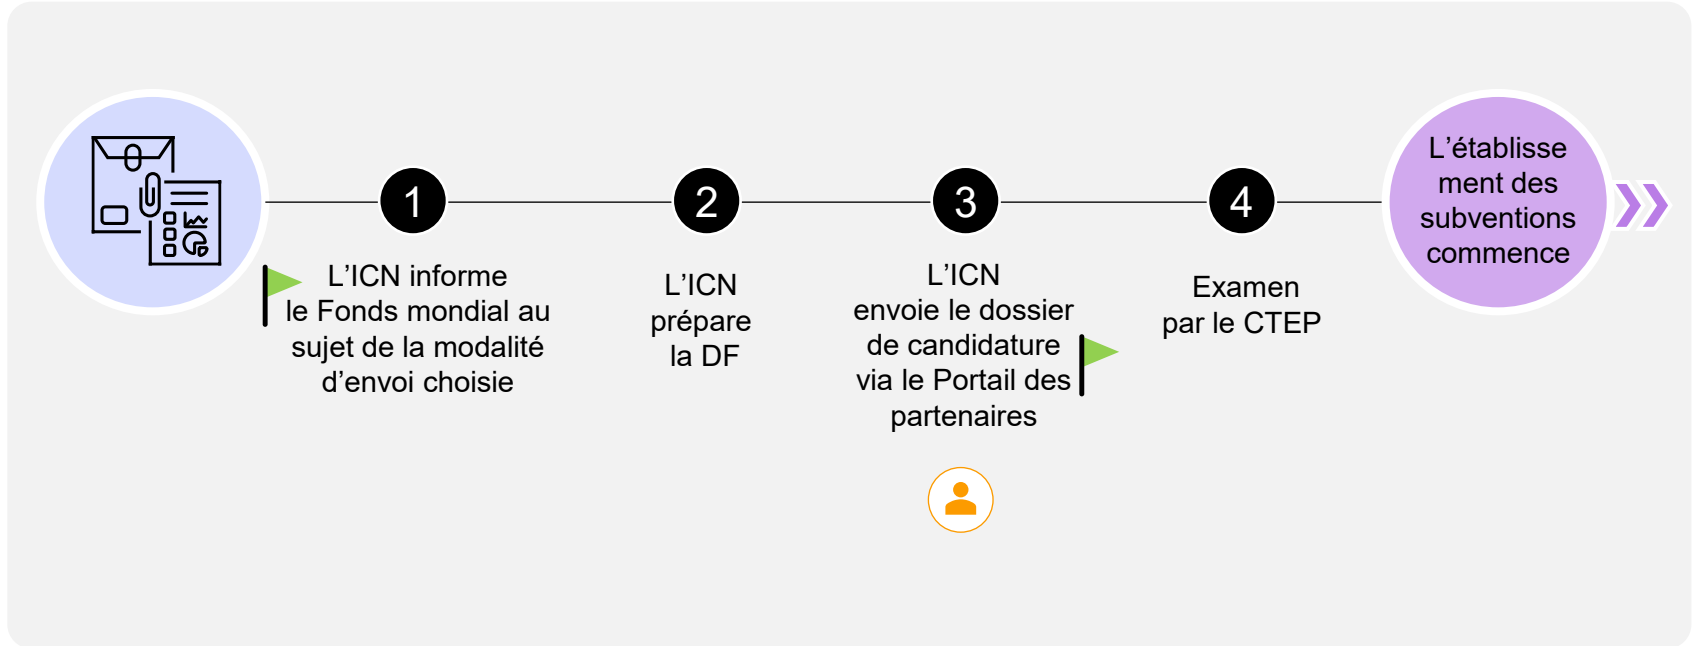 1
L’ICN informe
le Fonds mondial au
sujet de la modalité
d’envoi choisie
2
L’ICN
prépare
la DF
3
L’ICN
envoie le dossier
de candidature
via le Portail des
partenaires
4
Examen
par le CTEP
L’établisse
ment des
subventions
commence